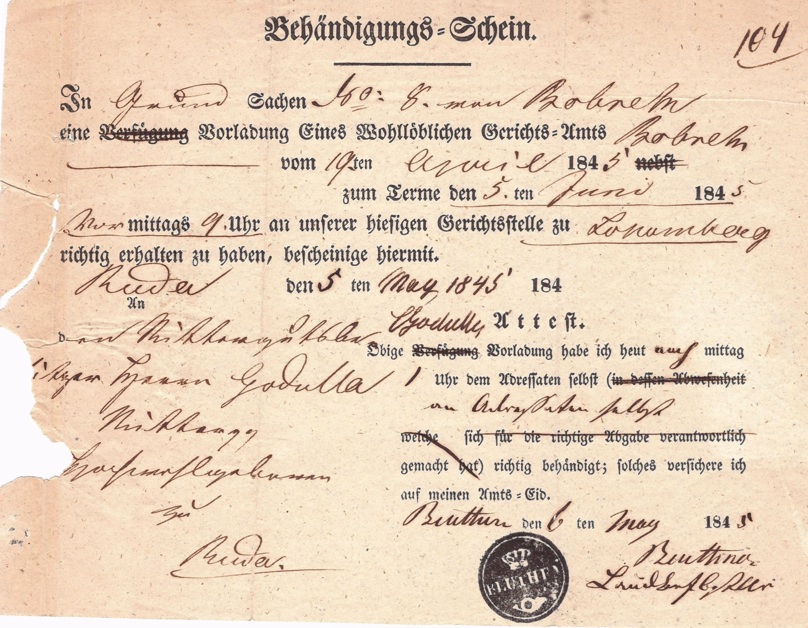 Behändigungs-Schein.
104
In Grund Sachen No: 8. von Bobrek
eine Verfügung Vorladung Eines Wohllöblichen Gerichts-Amts Bobrek
vom 19ten April 1845 nebst
zum Terme den 5. ten Juni 1845
Vormittags 9. Uhr an unserer hiesigen Gerichtsstelle zu
richtig erhalten zu haben, bescheinige hiermit.
Ruda den 5 ten May 1845 184
An
Godulla Attest.
den Rittergutsbe
Obige Verfügung Vorladung habe ich heut nach mittag
sitzer Herrn Godulla
1 Uhr dem Adressaten selbst (in dessen Abwesenheit
an Adressaten selbst
welche sich für die richtige Abgabe verantwortlich
gemacht hat) richtig behändigt; solches versichere ich
Hochwohlgeboren
auf meinen Amts-Eid.
zu
Beuthen den 6 ten May 1845
Ruda.